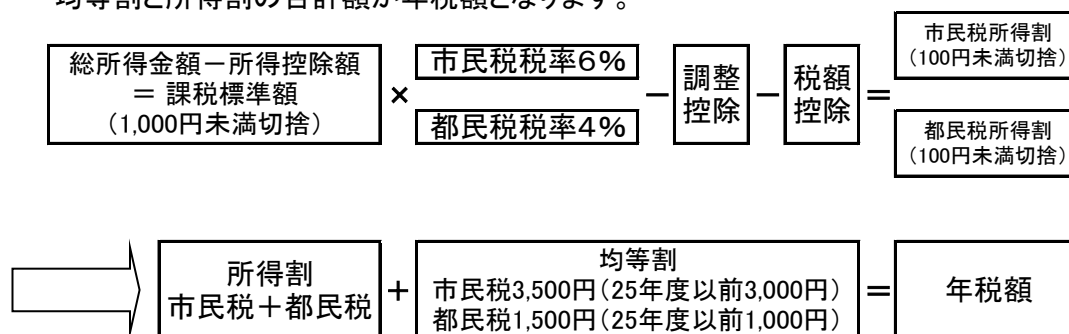 均等割と所得割の合計額が年税額となります。
総所得金額－所得控除額
＝ 課税標準額
（1,000円未満切捨）
×
市民税税率6％
都民税税率4％
－
調整
控除
－
税額
控除
＝
市民税所得割
（100円未満切捨）
都民税所得割
（100円未満切捨）
所得割
市民税＋都民税
＋
均等割
市民税3,500円（25年度以前3,000円）
都民税1,500円（25年度以前1,000円）
＝
年税額